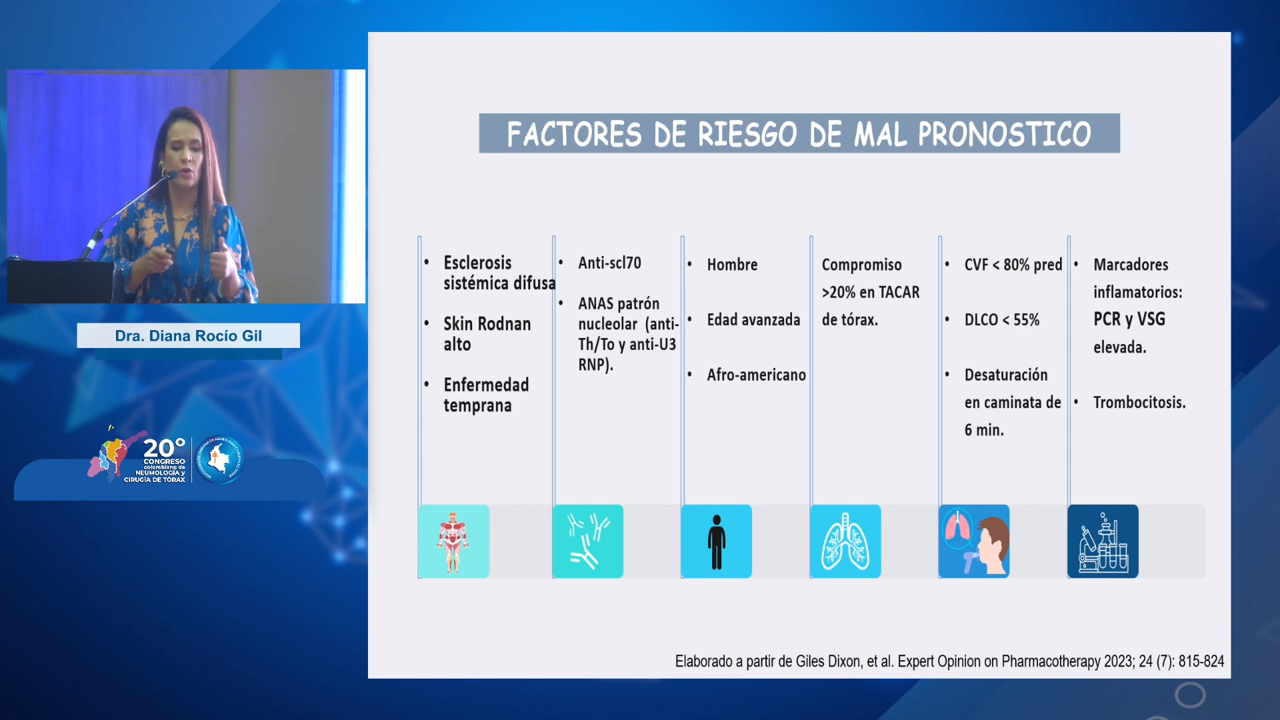 FACTORES DE RIESGO DE MAL PRONOSTICO
• Esclerosis
sistémica difusa
• Skin Rodnan
alto
• Enfermedad
temprana
• Anti-scl70
• ANAS patrón
nucleolar (anti-
Th/To y anti-U3
RNP).
• Hombre
• Edad avanzada
• Afro-americano
Compromiso
>20% en TACAR
de tórax.
• CVF < 80% pred
• DLCO < 55%
• Desaturación
en caminata de
6 min.
• Marcadores
inflamatorios:
PCR y VSG
elevada.
• Trombocitosis.
Elaborado a partir de Giles Dixon, et al. Expert Opinion on Pharmacotherapy 2023; 24 (7): 815-824
Dra. Diana Rocío Gil
20°
CONGRESO
colombiano de
NEUMOLOGÍA y
CIRUGÍA DE TÓRAX